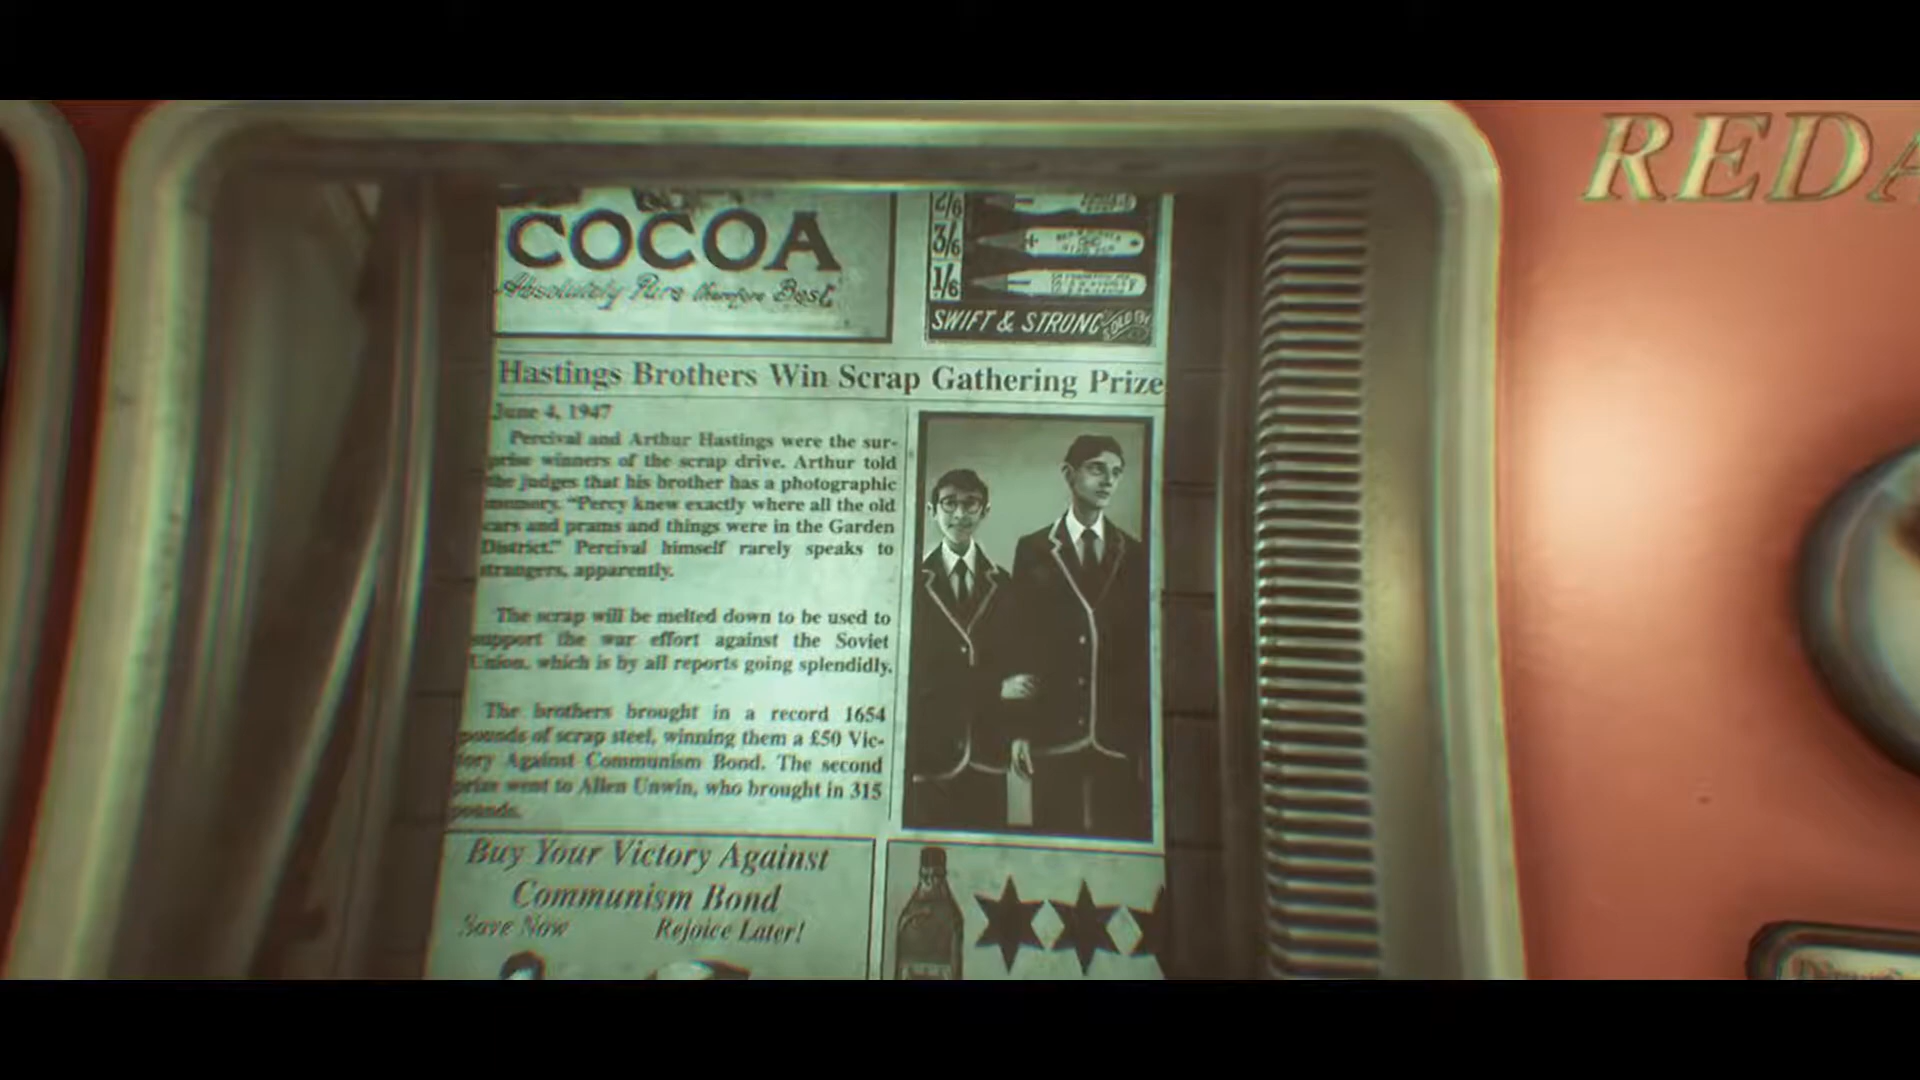 REDA
COCOA
Absolutely Pure therefore Best
2/6
3/6
1/6
SWIFT & STRONG SOLD BY
Hastings Brothers Win Scrap Gathering Prize
June 4, 1947
Percival and Arthur Hastings were the sur-
prise winners of the scrap drive. Arthur told
the judges that his brother has a photographic
memory. “Percy knew exactly where all the old
cars and prams and things were in the Garden
District.” Percival himself rarely speaks to
strangers, apparently.
The scrap will be melted down to be used to
support the war effort against the Soviet
Union, which is by all reports going splendidly.
The brothers brought in a record 1654
pounds of scrap steel, winning them a £50 Vic-
tory Against Communism Bond. The second
prize went to Allen Unwin, who brought in 315
pounds.
Buy Your Victory Against
Communism Bond
Save Now Rejoice Later!